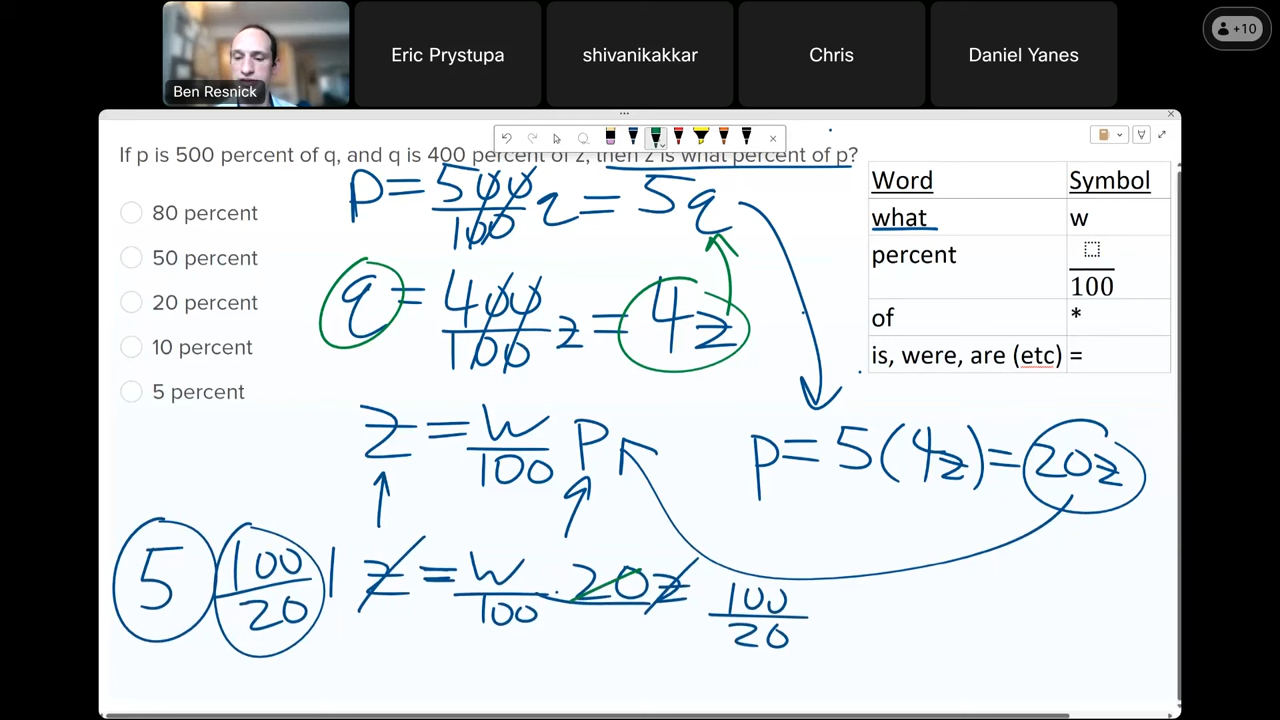 Ben Resnick
Eric Prystupa
shivanikakkar
Chris
Daniel Yanes
+10
If p is 500 percent of q, and q is 400 percent of z, then z is what percent of p?
80 percent
50 percent
20 percent
10 percent
5 percent
Word Symbol
what w
percent □/100
of *
is, were, are (etc) =
p = 500/100 q = 5q
q = 400/100 z = 4z
z = w/100 p
p = 5(4z) = 20z
5 100/20 1 z = w/100 · 20z 100/20